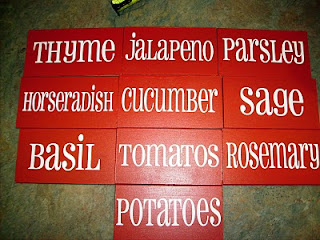 THYME JALAPENO PARSLEY
HORSERADISH CUCUMBER SAGE
BASIL TOMATOS ROSEMARY
POTATOES